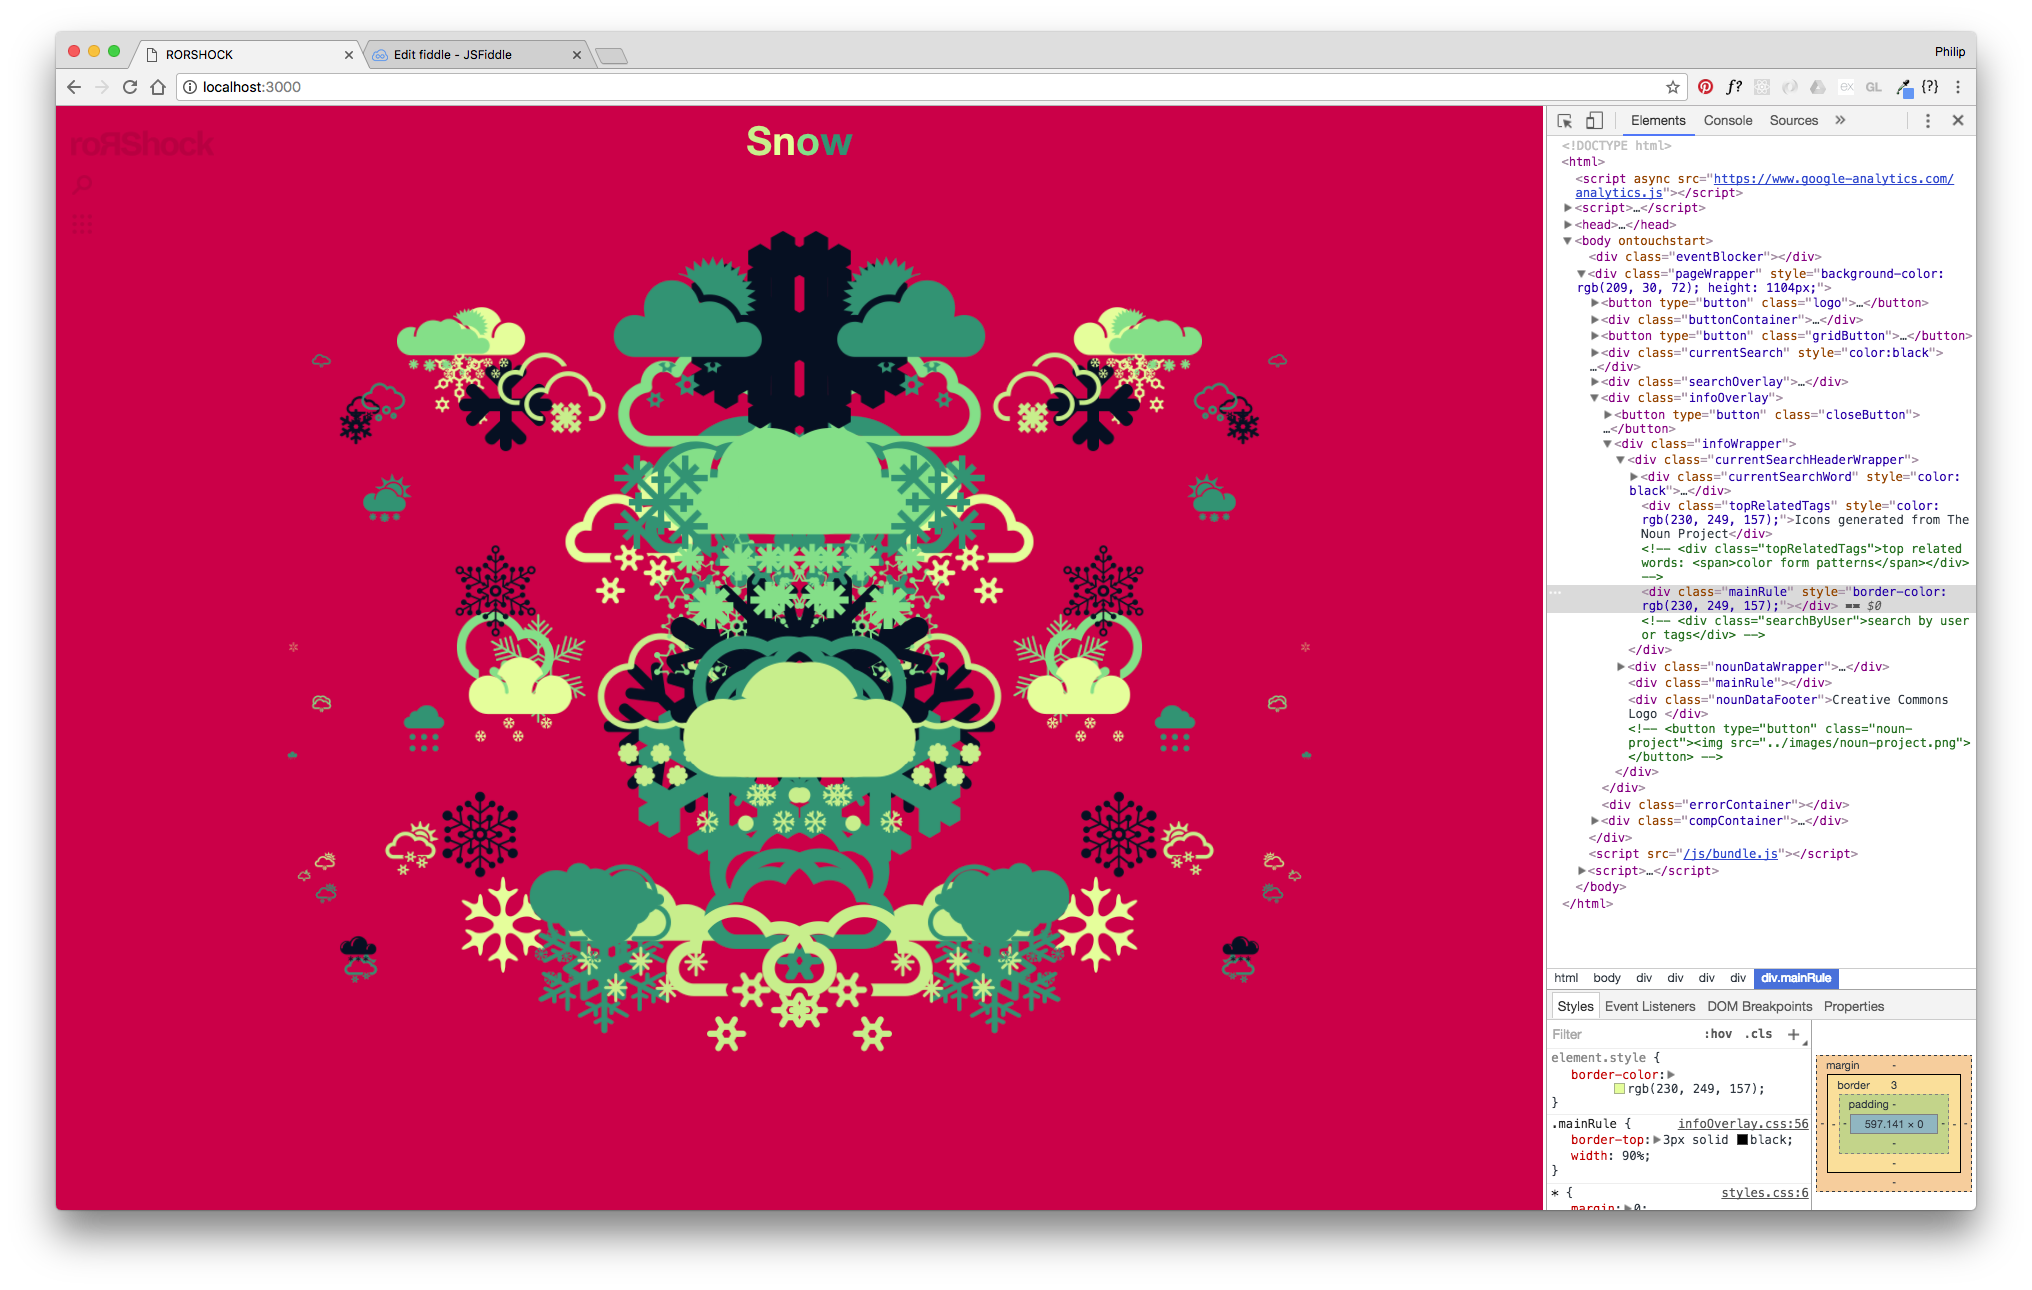 RORSHOCK
Edit fiddle - JSFiddle
Philip
localhost:3000
f?
ex
GL
{?}
roRShock
Snow
Elements Console Sources »
<!DOCTYPE html>
<html>
<script async src="https://www.google-analytics.com/
analytics.js"></script>
<script>…</script>
<head>…</head>
<body ontouchstart>
<div class="eventBlocker"></div>
<div class="pageWrapper" style="background-color:
rgb(209, 30, 72); height: 1104px;">
<button type="button" class="logo">…</button>
<div class="buttonContainer">…</div>
<button type="button" class="gridButton">…</button>
<div class="currentSearch" style="color:black">
…</div>
<div class="searchOverlay">…</div>
<div class="infoOverlay">
<button type="button" class="closeButton">
…</button>
<div class="infoWrapper">
<div class="currentSearchHeaderWrapper">
<div class="currentSearchWord" style="color:
black">…</div>
<div class="topRelatedTags" style="color:
rgb(230, 249, 157);">Icons generated from The
Noun Project</div>
<!-- <div class="topRelatedTags">top related
words: <span>color form patterns</span></div>
-->
<div class="mainRule" style="border-color:
rgb(230, 249, 157);"></div> == $0
<!-- <div class="searchByUser">search by user
or tags</div> -->
</div>
<div class="nounDataWrapper">…</div>
<div class="mainRule"></div>
<div class="nounDataFooter">Creative Commons
Logo </div>
<!-- <button type="button" class="noun-
project"><img src="../images/noun-project.png">
</button> -->
</div>
</div>
<div class="errorContainer"></div>
<div class="compContainer">…</div>
</div>
<script src="/js/bundle.js"></script>
<script>…</script>
</body>
</html>
html body div div div div div.mainRule
Styles Event Listeners DOM Breakpoints Properties
Filter :hov .cls +
element.style {
border-color:
rgb(230, 249, 157);
}
.mainRule { infoOverlay.css:56
border-top: 3px solid black;
width: 90%;
}
* { styles.css:6
margin: 0;
margin -
border 3
padding -
597.141 × 0